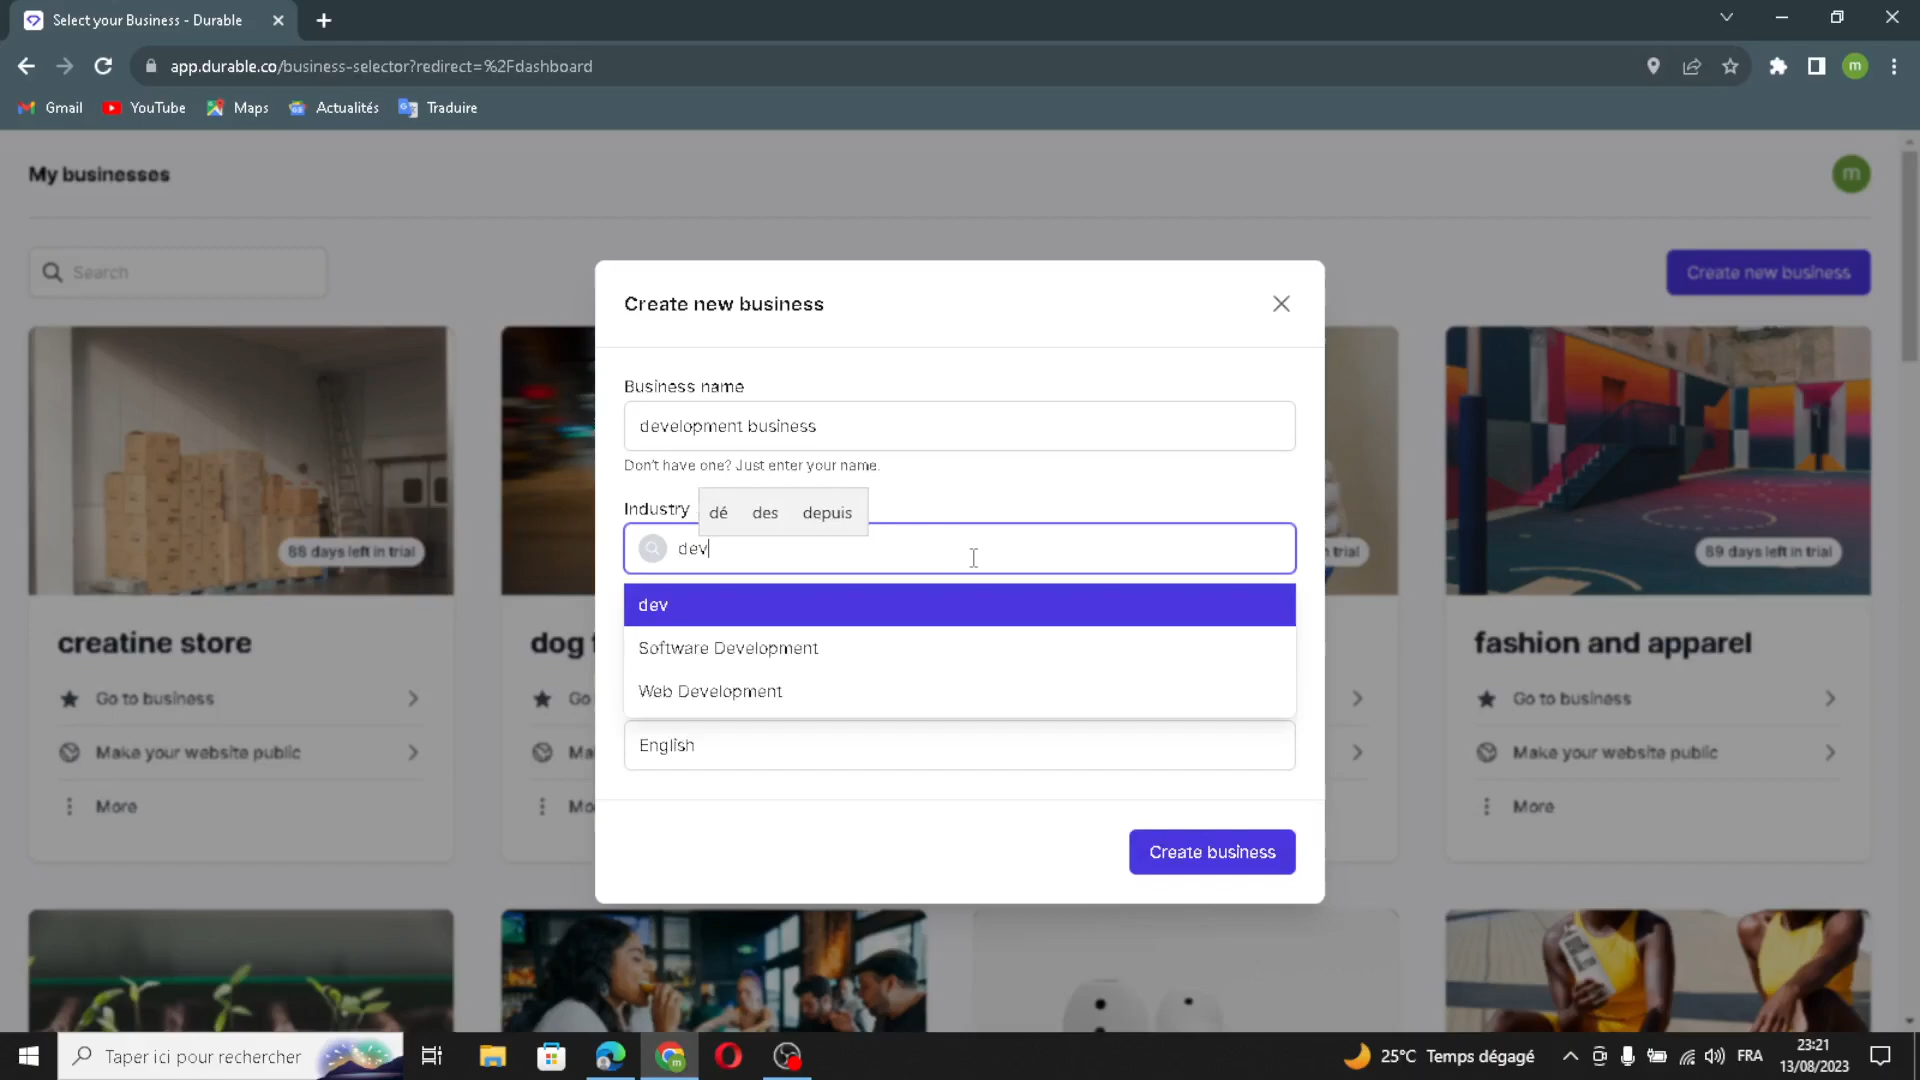 Select your Business - Durable
app.durable.co/business-selector?redirect=%2Fdashboard
m
Gmail YouTube Maps Actualités Traduire
My businesses
m
Search
Create new business
Create new business
Business name
development business
Don't have one? Just enter your name.
Industry
dé des depuis
dev
dev
Software Development
Web Development
English
Create business
88 days left in trial
trial
89 days left in trial
creatine store
dog
fashion and apparel
Go to business
Go
Go to business
Make your website public
Ma
Make your website public
More
Mo
More
Taper ici pour rechercher
25°C Temps dégagé
FRA
23:21
13/08/2023